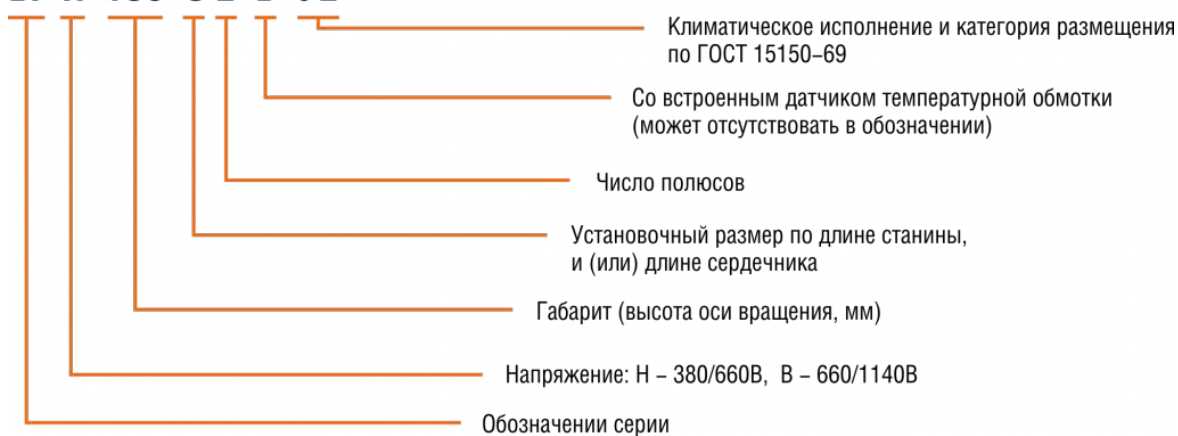 Климатическое исполнение и категория размещения
по ГОСТ 15150–69
Со встроенным датчиком температурной обмотки
(может отсутствовать в обозначении)
Число полюсов
Установочный размер по длине станины,
и (или) длине сердечника
Габарит (высота оси вращения, мм)
Напряжение: Н – 380/660В, В – 660/1140В
Обозначении серии